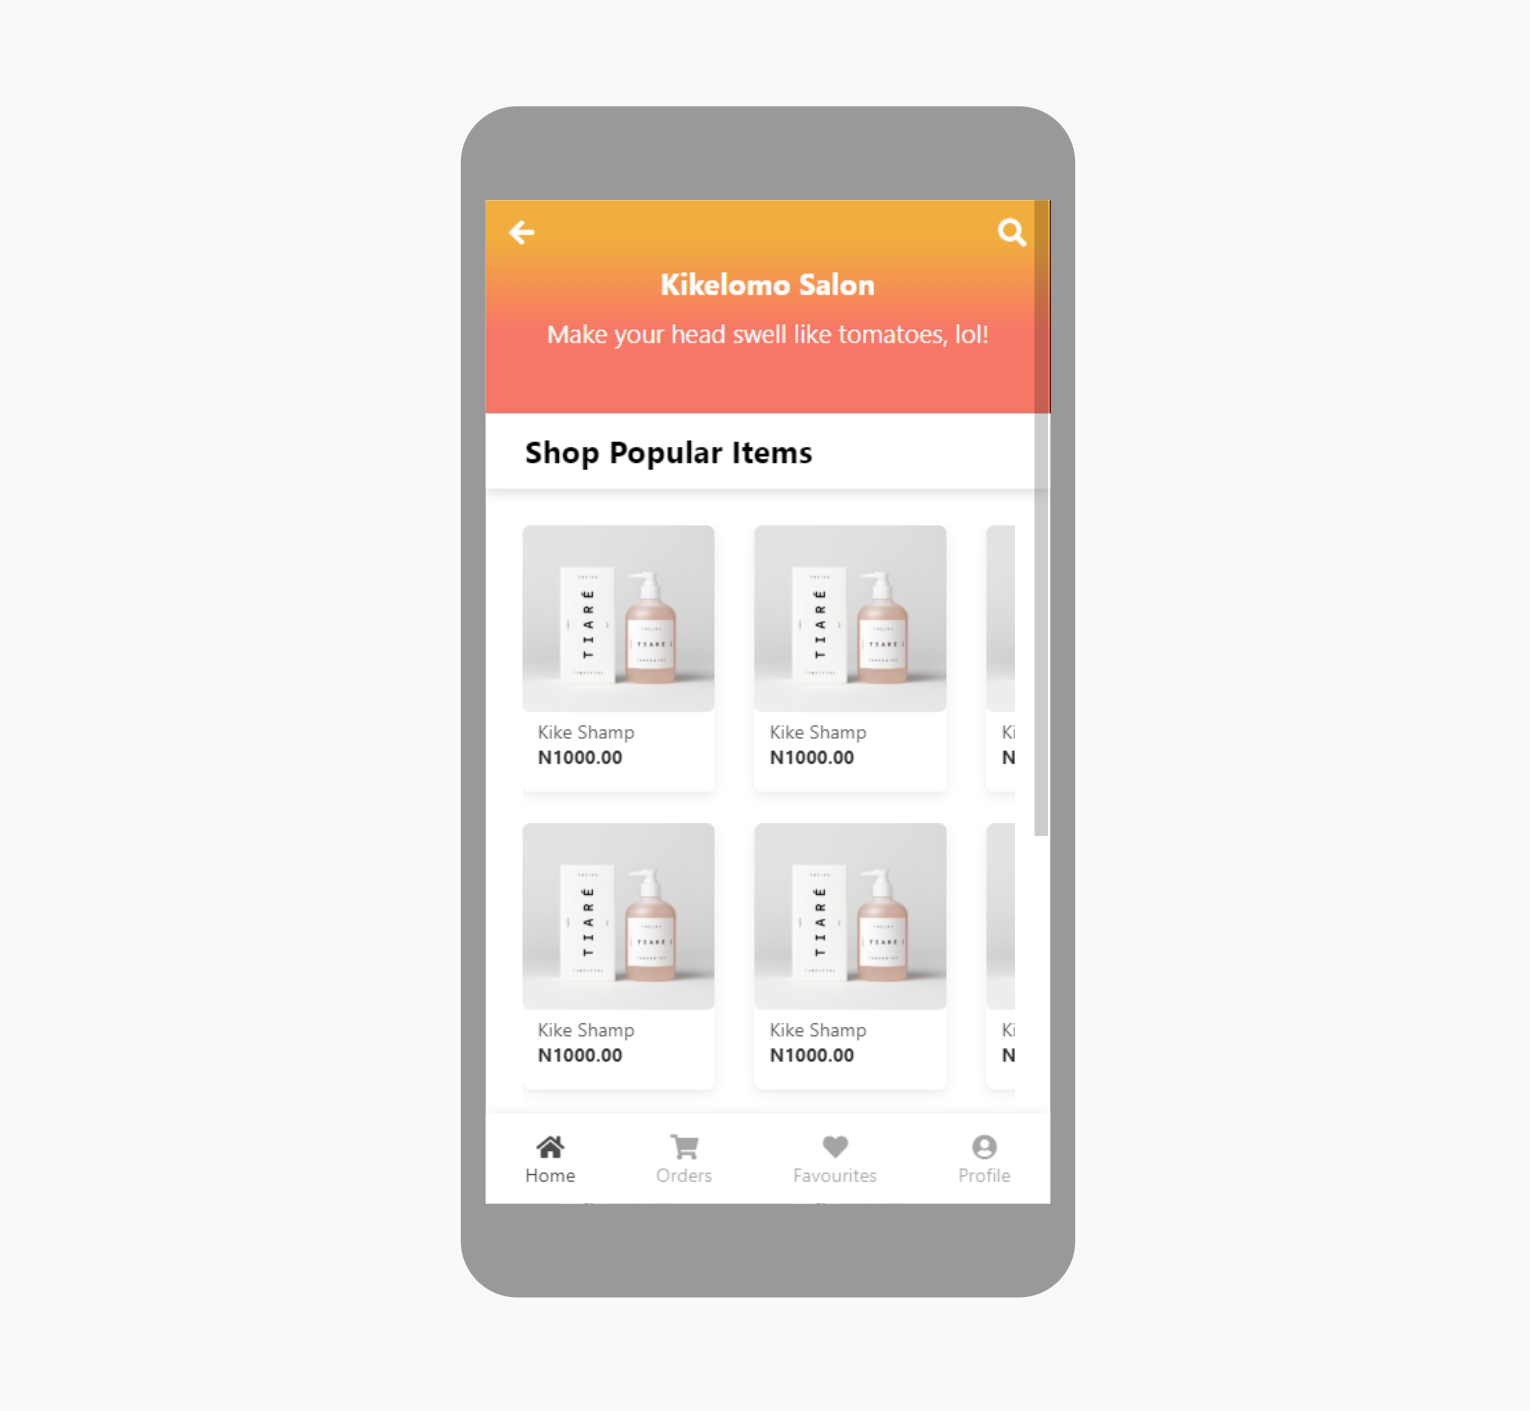 Kikelomo Salon
Make your head swell like tomatoes, lol!
Shop Popular Items
TIARÉ
TIARÉ
TIARÉ
TIARÉ
Kike Shamp
Kike Shamp
Ki
N1000.00
N1000.00
N
TIARÉ
TIARÉ
TIARÉ
TIARÉ
Kike Shamp
Kike Shamp
Ki
N1000.00
N1000.00
N
Home
Orders
Favourites
Profile